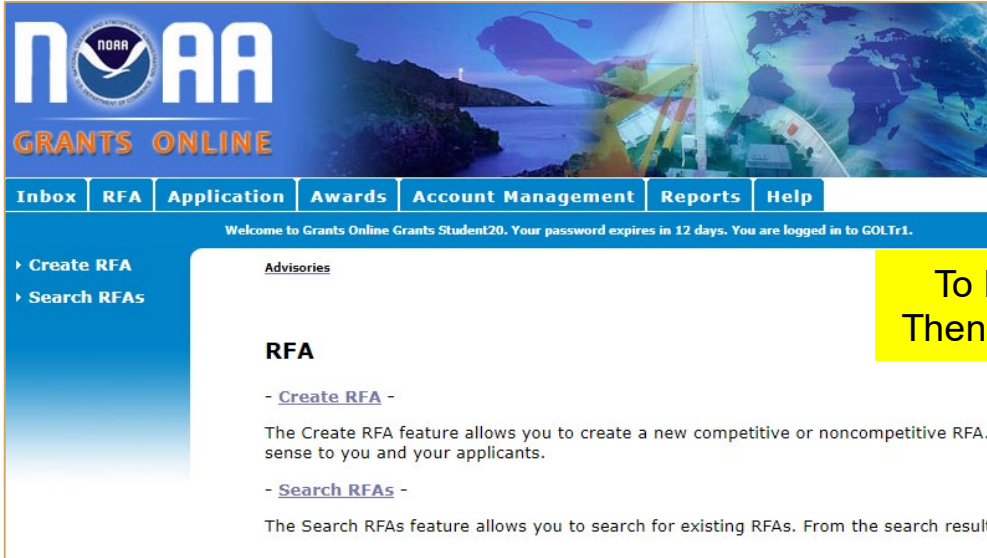 NOAA
NOAA
GRANTS ONLINE
Inbox RFA Application Awards Account Management Reports Help
Welcome to Grants Online Grants Student20. Your password expires in 12 days. You are logged in to GOLTr1.
› Create RFA
› Search RFAs
Advisories
To
Then
RFA
- Create RFA -
The Create RFA feature allows you to create a new competitive or noncompetitive RFA.
sense to you and your applicants.
- Search RFAs -
The Search RFAs feature allows you to search for existing RFAs. From the search result